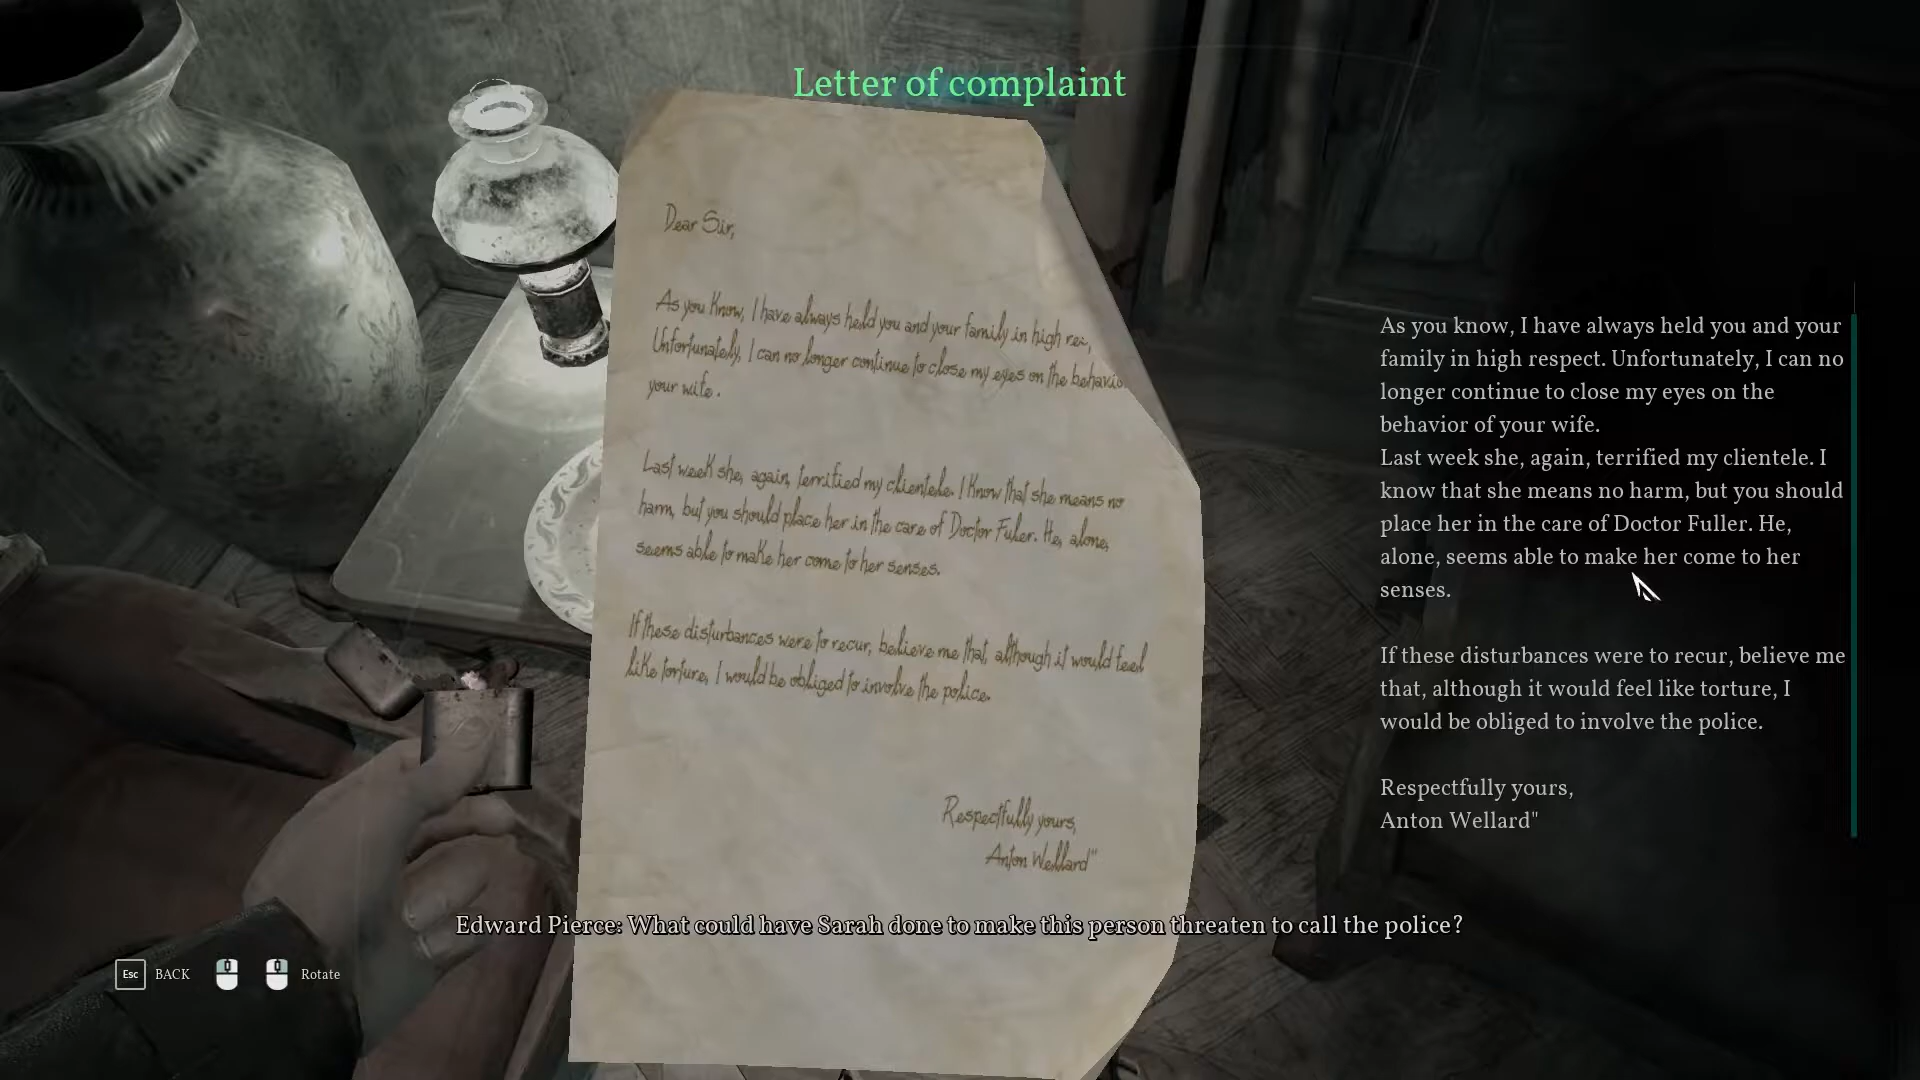 Letter of complaint
Dear Sir,
As you know, I have always held you and your family in high
Unfortunately, I can no longer continue to close my eyes on the
your wife.
Last week she, again, terrified my clientele. I know that she means no
harm, but you should place her in the care of Doctor Fuller. He, alone,
seems able to make her come to her senses.
If these disturbances were to recur, believe me that, although it would feel
like torture, I would be obliged to involve the police.
Respectfully yours,
Anton Wellard"
As you know, I have always held you and your
family in high respect. Unfortunately, I can no
longer continue to close my eyes on the
behavior of your wife.
Last week she, again, terrified my clientele. I
know that she means no harm, but you should
place her in the care of Doctor Fuller. He,
alone, seems able to make her come to her
senses.
If these disturbances were to recur, believe me
that, although it would feel like torture, I
would be obliged to involve the police.
Respectfully yours,
Anton Wellard"
Edward Pierce: What could have Sarah done to make this person threaten to call the police?
Esc BACK Rotate